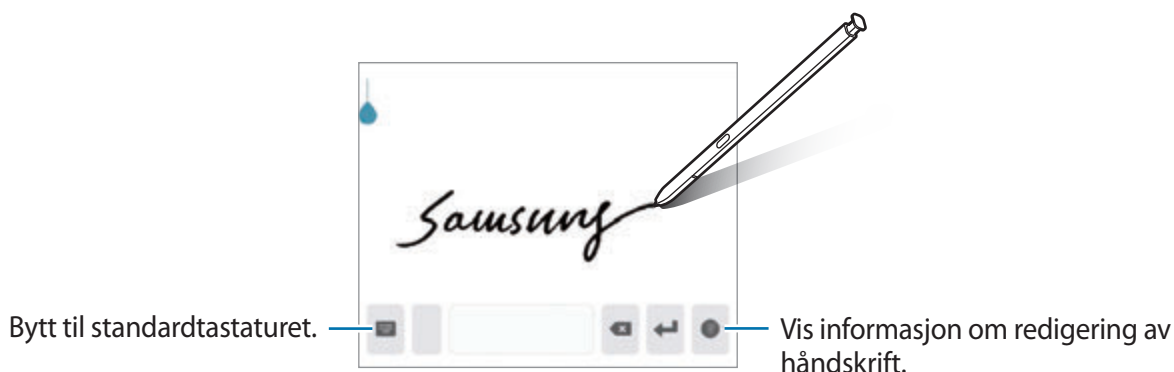 Samsung
Bytt til standardtastaturet.
Vis informasjon om redigering av
håndskrift.